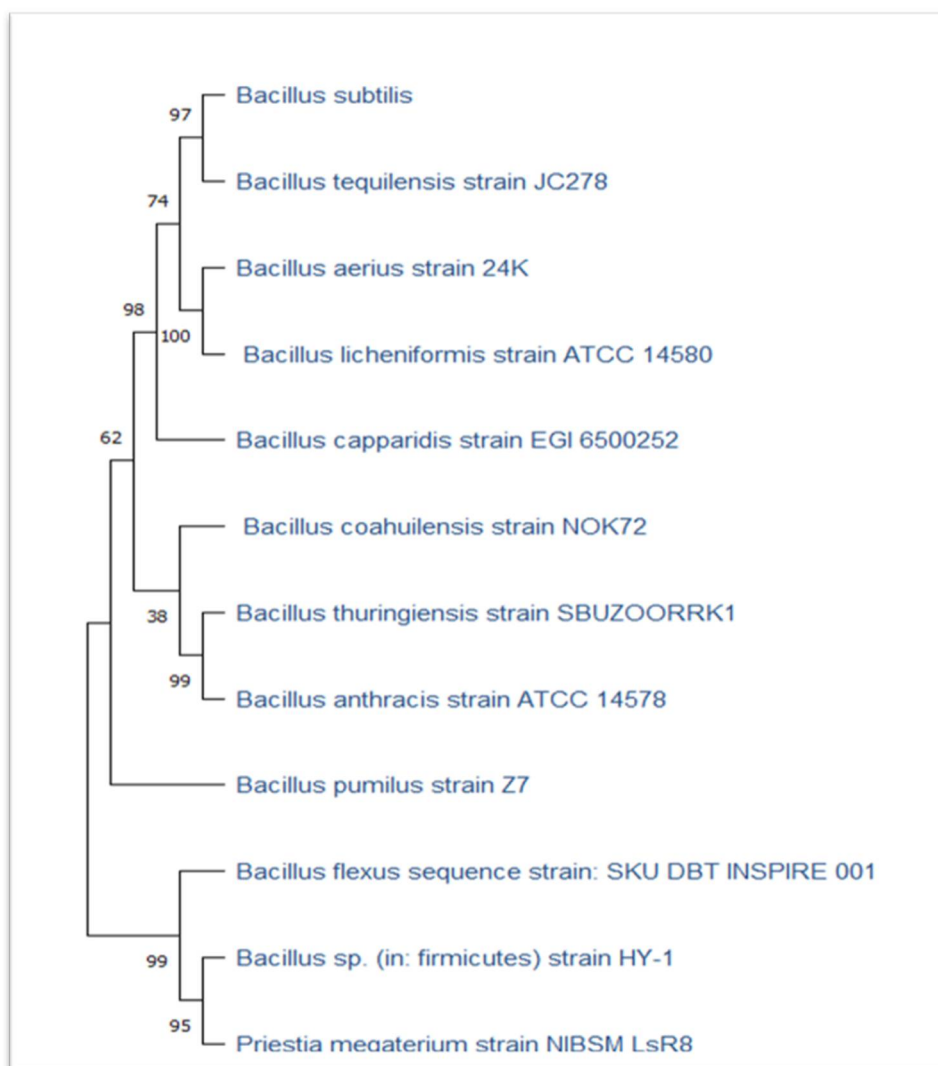 Bacillus subtilis
97
Bacillus tequilensis strain JC278
74
Bacillus aerius strain 24K
98
100
Bacillus licheniformis strain ATCC 14580
62
Bacillus capparidis strain EGI 6500252
Bacillus coahuilensis strain NOK72
38
Bacillus thuringiensis strain SBUZOORRK1
99
Bacillus anthracis strain ATCC 14578
Bacillus pumilus strain Z7
Bacillus flexus sequence strain: SKU DBT INSPIRE 001
99
Bacillus sp. (in: firmicutes) strain HY-1
95
Priestia megaterium strain NIBSM LsR8